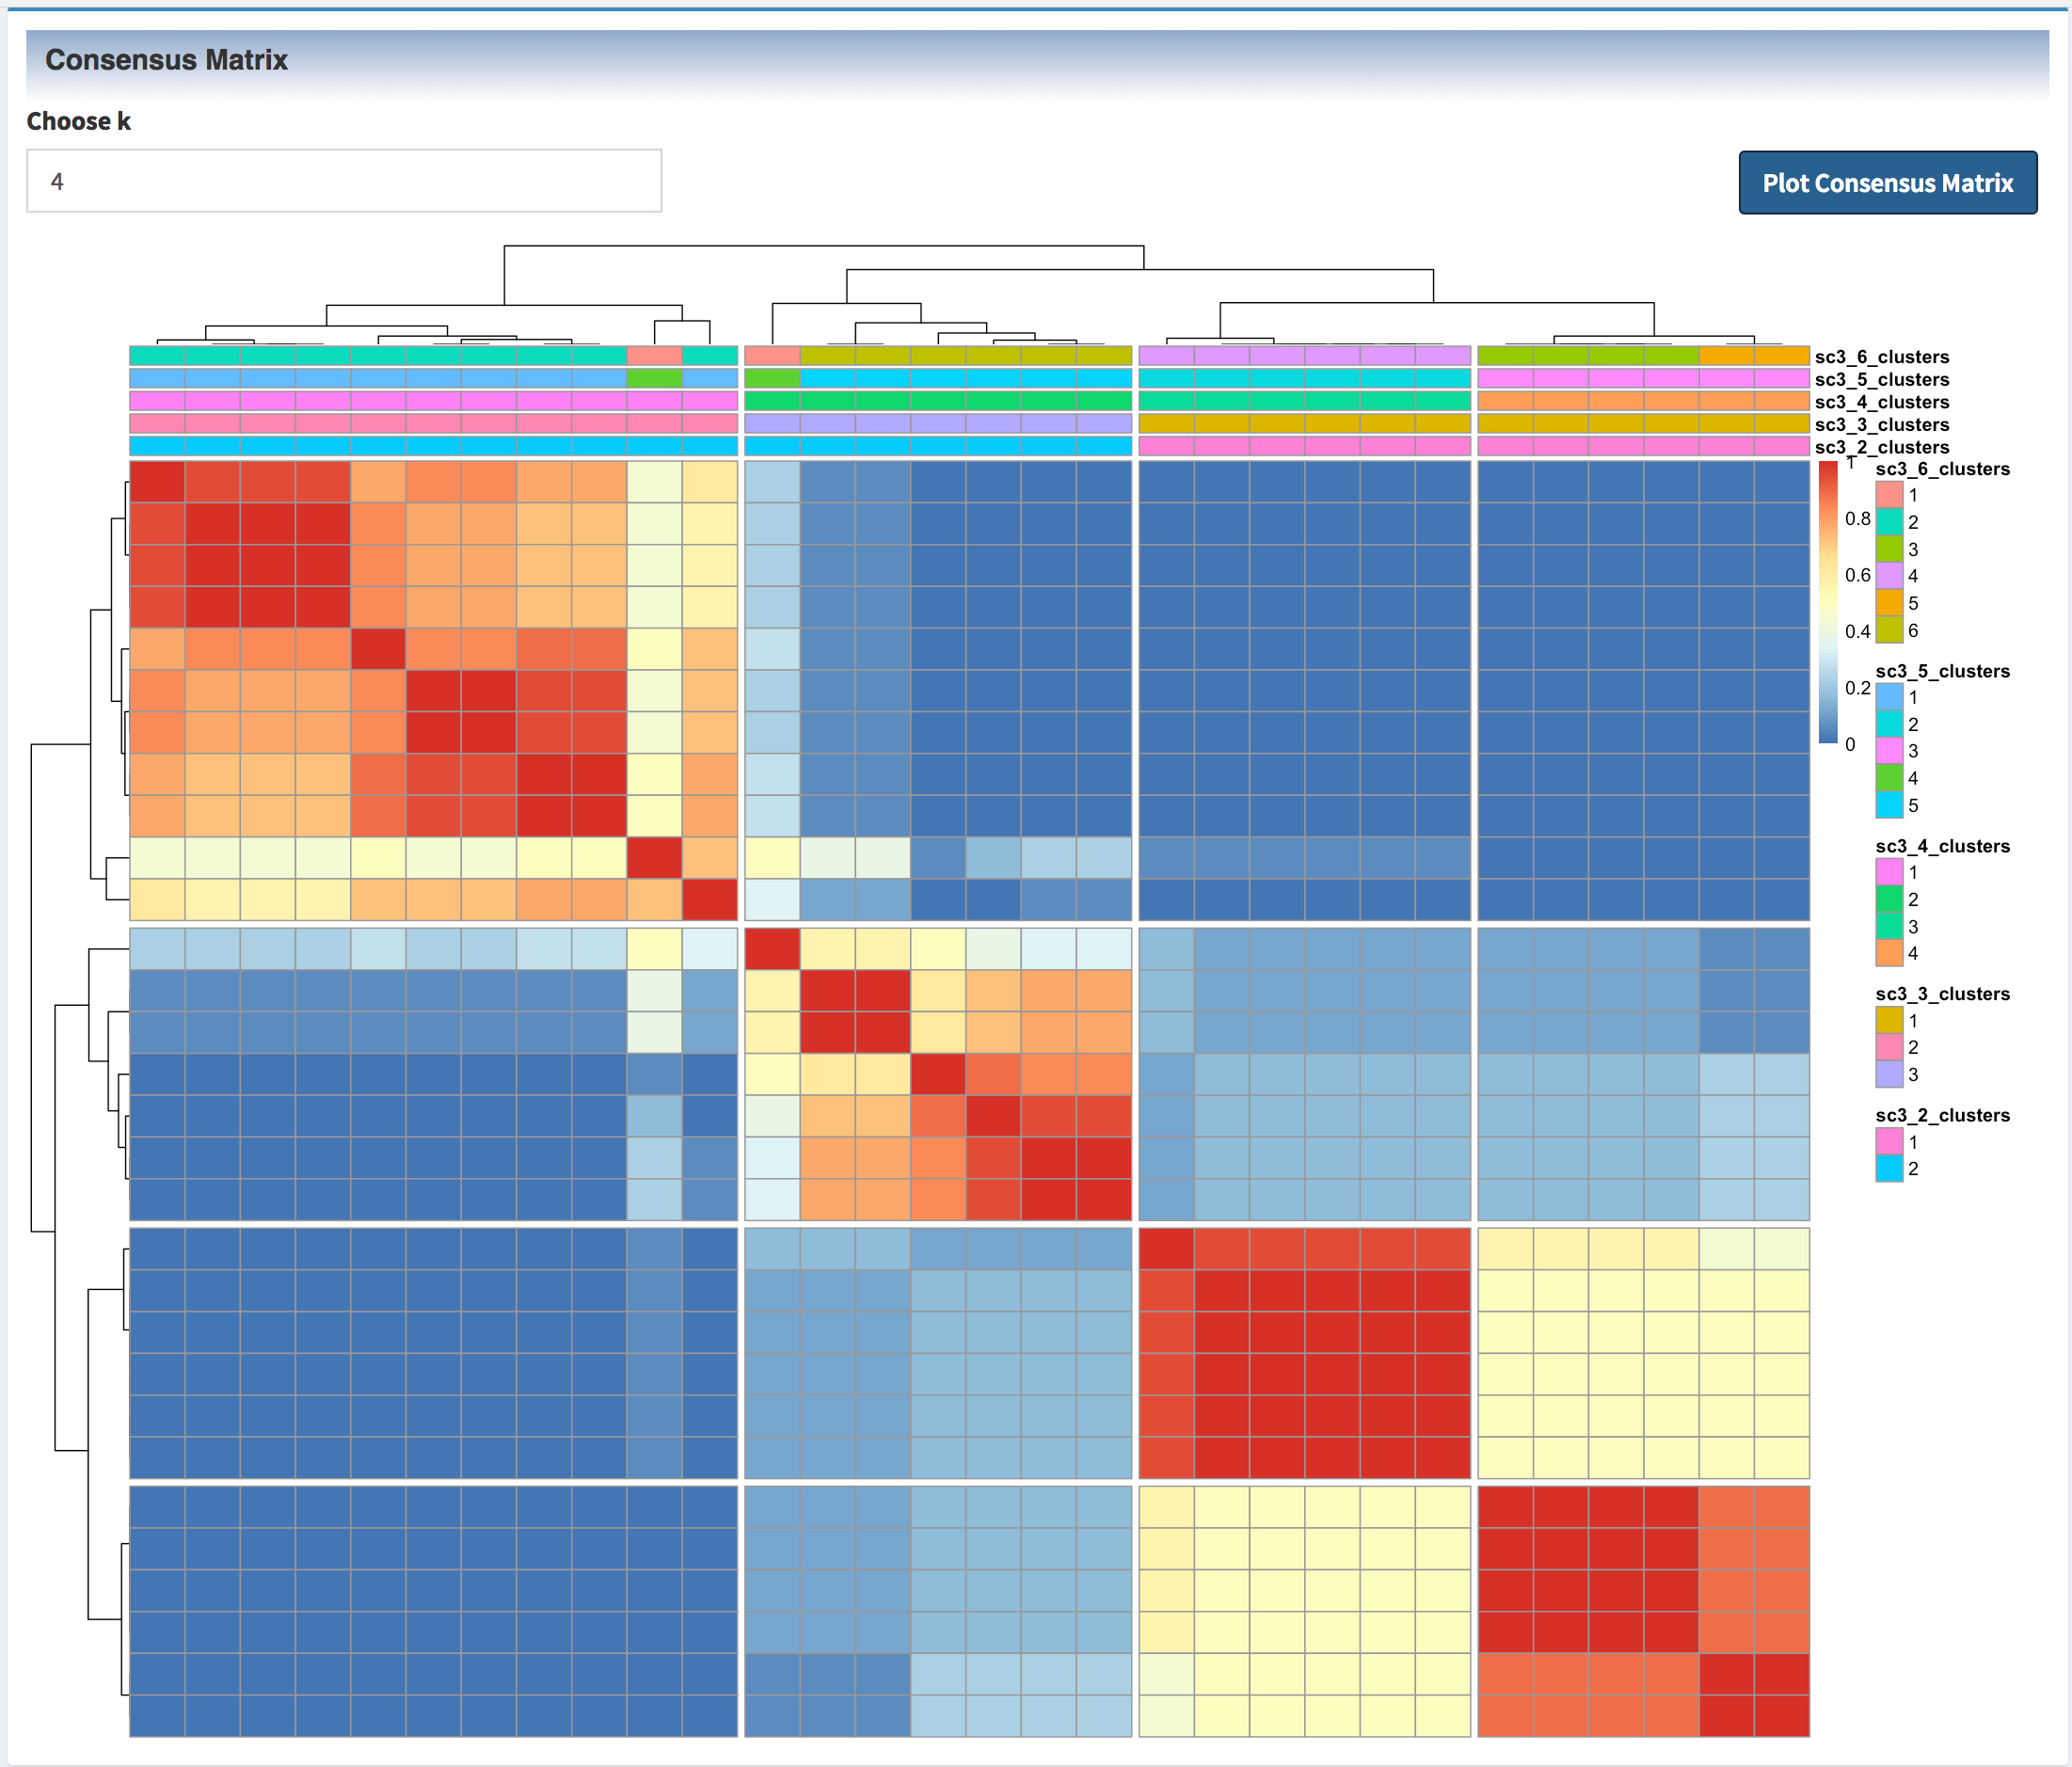 Consensus Matrix
Choose k
4
Plot Consensus Matrix
sc3_6_clusters
sc3_5_clusters
sc3_4_clusters
sc3_3_clusters
sc3_2_clusters
1
0.8
0.6
0.4
0.2
0
sc3_6_clusters
1
2
3
4
5
6
sc3_5_clusters
1
2
3
4
5
sc3_4_clusters
1
2
3
4
sc3_3_clusters
1
2
3
sc3_2_clusters
1
2